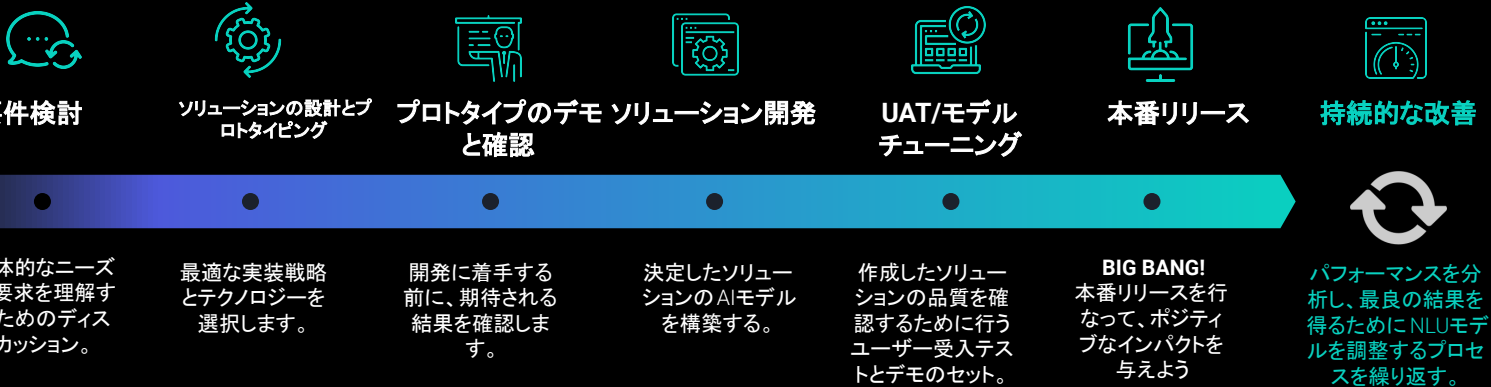 件検討
ソリューションの設計とプ
ロトタイピング
プロトタイプのデモ
と確認
ソリューション開発
UAT/モデル
チューニング
本番リリース
持続的な改善
体的なニーズ
要求を理解す
ためのディス
カッション。
最適な実装戦略
とテクノロジーを
選択します。
開発に着手する
前に、期待される
結果を確認しま
す。
決定したソリュー
ションの AIモデル
を構築する。
作成したソリュー
ションの品質を確
認するために行う
ユーザー受入テス
トとデモのセット。
BIG BANG!
本番リリースを行
なって、ポジティ
ブなインパクトを
与えよう
パフォーマンスを分
析し、最良の結果を
得るために NLUモデ
ルを調整するプロセ
スを繰り返す。